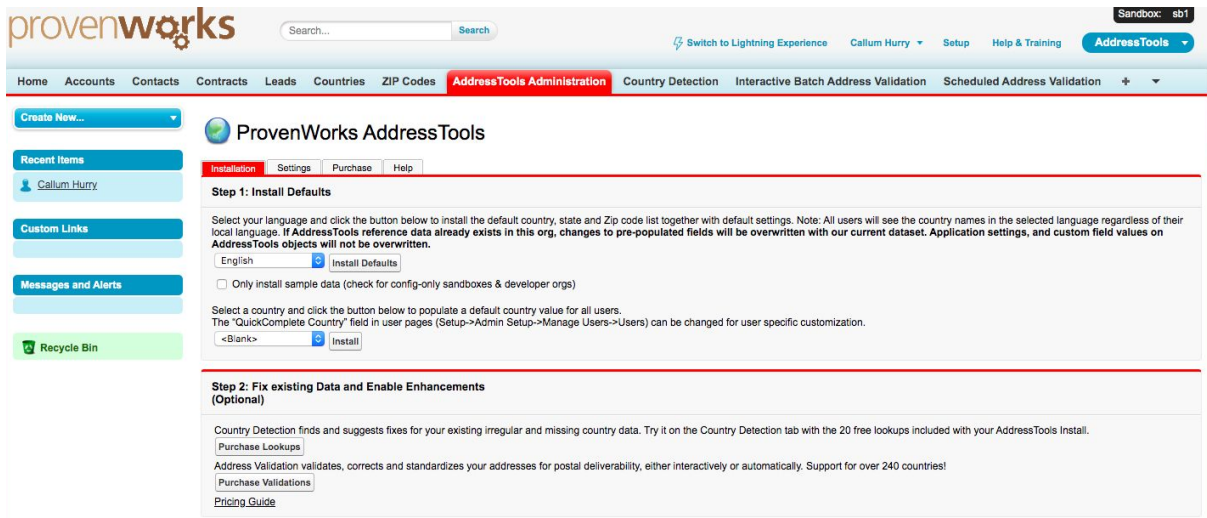 provenworks
Search...
Search
Sandbox: sb1
Switch to Lightning Experience
Callum Hurry
Setup
Help & Training
AddressTools
Home Accounts Contacts Contracts Leads Countries ZIP Codes AddressTools Administration Country Detection Interactive Batch Address Validation Scheduled Address Validation +
Create New...
Recent Items
Callum Hurry
Custom Links
Messages and Alerts
Recycle Bin
ProvenWorks AddressTools
Installation Settings Purchase Help
Step 1: Install Defaults
Select your language and click the button below to install the default country, state and Zip code list together with default settings. Note: All users will see the country names in the selected language regardless of their
local language. If AddressTools reference data already exists in this org, changes to pre-populated fields will be overwritten with our current dataset. Application settings, and custom field values on
AddressTools objects will not be overwritten.
English Install Defaults
Only install sample data (check for config-only sandboxes & developer orgs)
Select a country and click the button below to populate a default country value for all users.
The "QuickComplete Country" field in user pages (Setup->Admin Setup->Manage Users->Users) can be changed for user specific customization.
<Blank> Install
Step 2: Fix existing Data and Enable Enhancements
(Optional)
Country Detection finds and suggests fixes for your existing irregular and missing country data. Try it on the Country Detection tab with the 20 free lookups included with your AddressTools Install.
Purchase Lookups
Address Validation validates, corrects and standardizes your addresses for postal deliverability, either interactively or automatically. Support for over 240 countries!
Purchase Validations
Pricing Guide